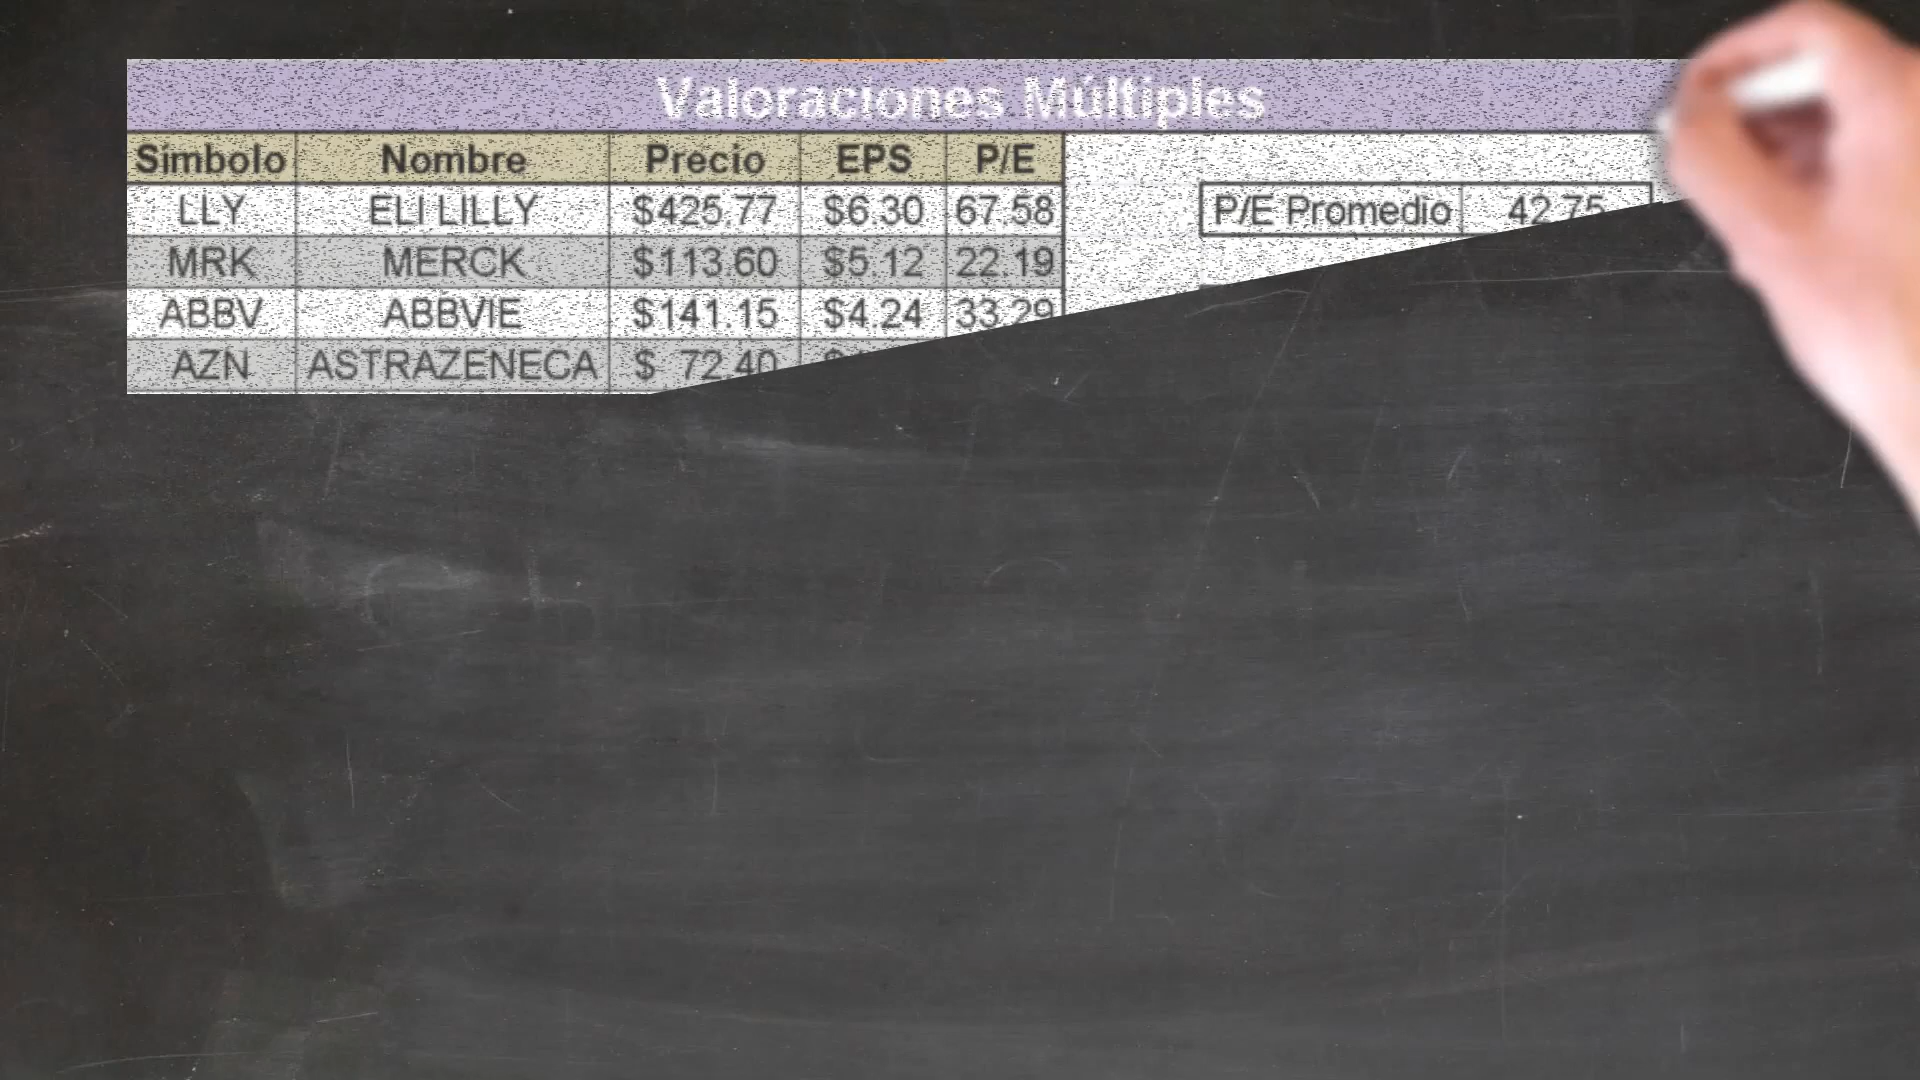 Valoraciones Múltiples
Símbolo Nombre Precio EPS P/E
LLY ELI LILLY $425.77 $6.30 67.58 P/E Promedio 42.75
MRK MERCK $113.60 $5.12 22.19
ABBV ABBVIE $141.15 $4.24 33.29
AZN ASTRAZENECA $ 72.40